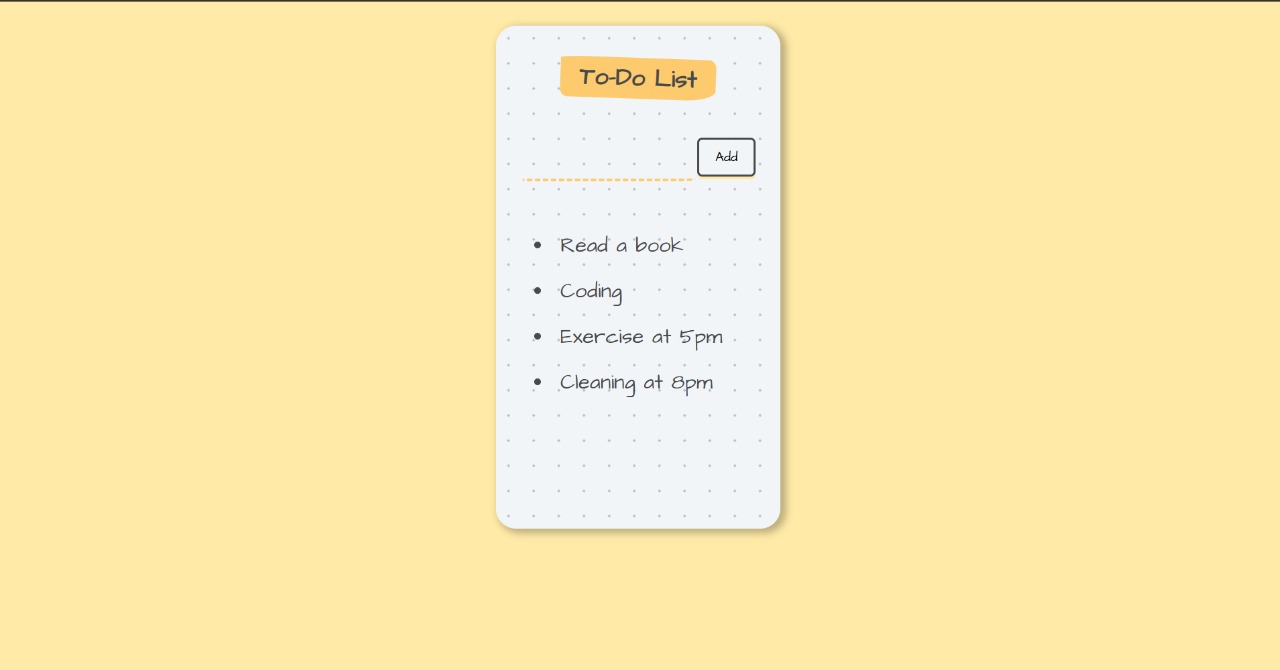 To-Do List
Add
Read a book
Coding
Exercise at 5pm
Cleaning at 8pm